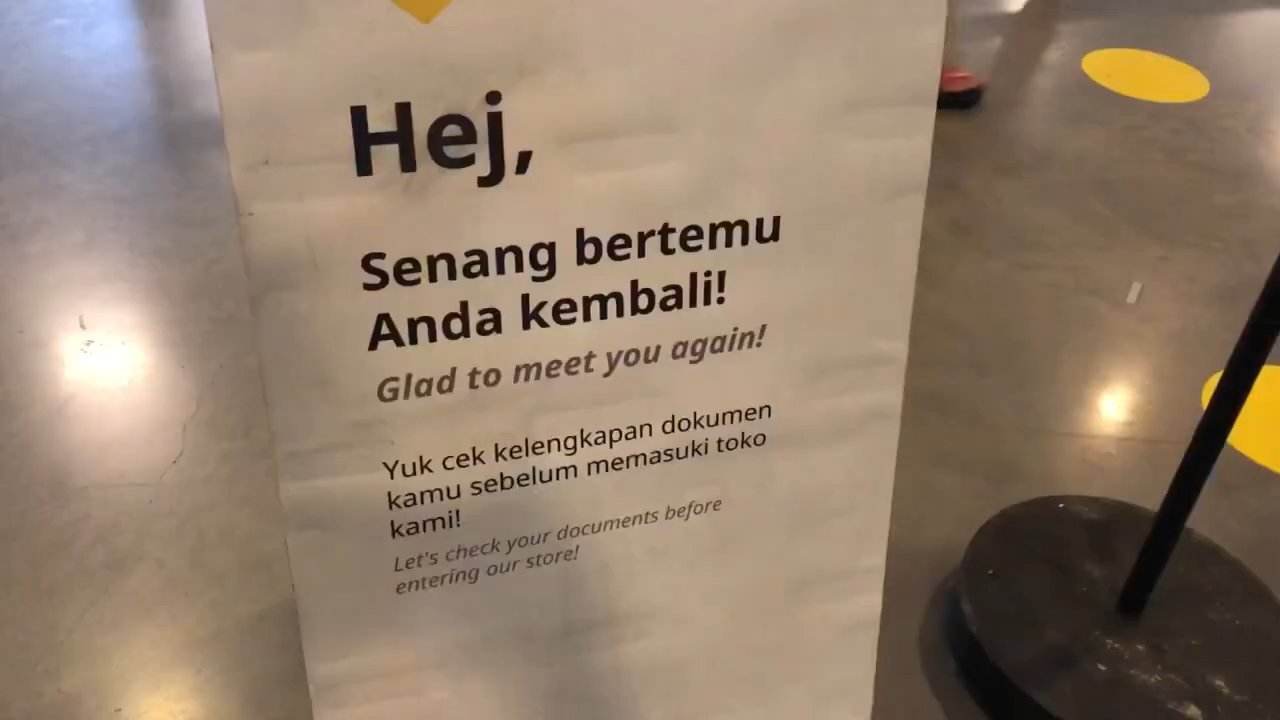 Hej,
Senang bertemu
Anda kembali!
Glad to meet you again!
Yuk cek kelengkapan dokumen
kamu sebelum memasuki toko
kami!
Let's check your documents before
entering our store!